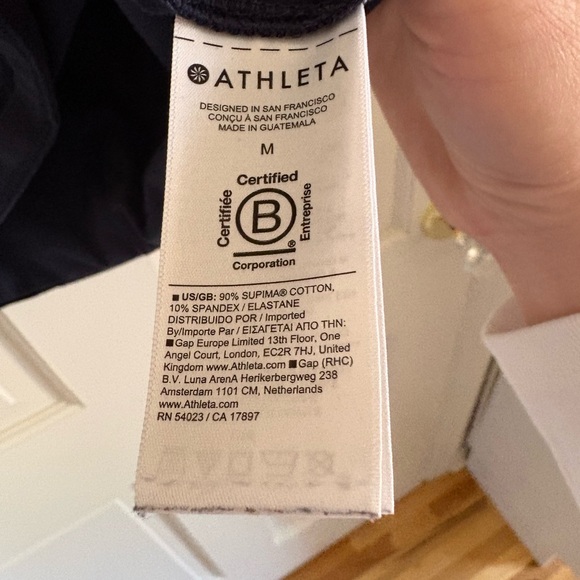 ATHLETA
DESIGNED IN SAN FRANCISCO
CONÇU À SAN FRANCISCO
MADE IN GUATEMALA
M
Certified
Certifiée
B
®
Entreprise
Corporation
■ US/GB: 90% SUPIMA® COTTON,
10% SPANDEX / ELASTANE
DISTRIBUIDO POR / Imported
By/Importe Par / ΕΙΣΑΓΕΤΑΙ ΑΠΟ ΤΗΝ:
■Gap Europe Limited 13th Floor, One
Angel Court, London, EC2R 7HJ, United
Kingdom www.Athleta.com ■ Gap (RHC)
B.V. Luna ArenA Herikerbergweg 238
Amsterdam 1101 CM, Netherlands
www.Athleta.com
RN 54023 / CA 17897